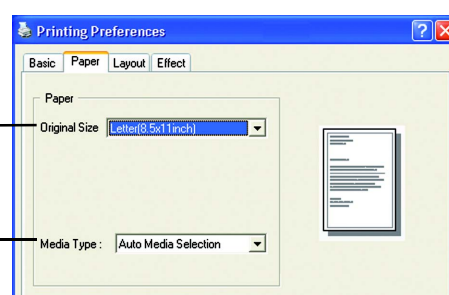 Printing Preferences
Basic Paper Layout Effect
Paper
Original Size Letter(8.5x11inch)
Media Type : Auto Media Selection